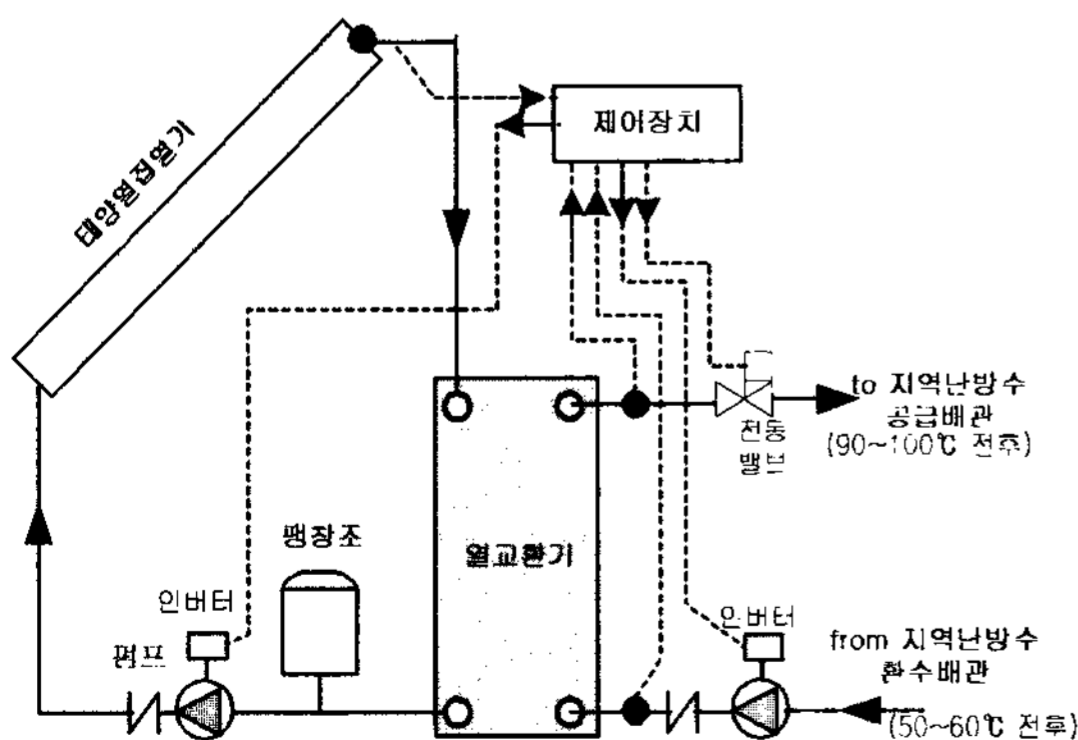 제어장치
태양열집열기
to 지역난방수
공급배관
(90~100℃ 전후)
전동
밸브
열교환기
팽창조
인버터
펌프
인버터
from 지역난방수
환수배관
(50~60℃ 전후)